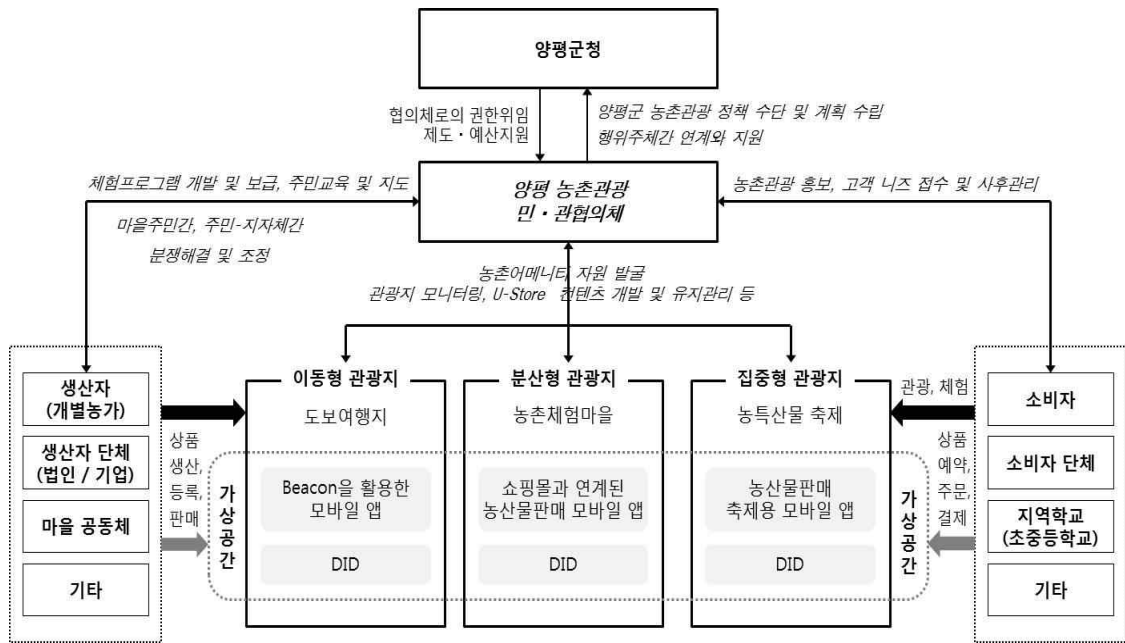 양평군청
협의체로의 권한위임
제도·예산지원
양평군 농촌관광 정책 수단 및 계획 수립
행위주체간 연계와 지원
양평 농촌관광
민·관협의체
체험프로그램 개발 및 보급, 주민교육 및 지도
마을주민간, 주민-지자체간
분쟁해결 및 조정
농촌관광 홍보, 고객 니즈 접수 및 사후관리
농촌어메니티 자원 발굴
관광지 모니터링, U-Store 컨텐츠 개발 및 유지관리 등
생산자
(개별농가)
생산자 단체
(법인 / 기업)
마을 공동체
기타
상품
생산,
등록,
판매
가상공간
이동형 관광지
도보여행지
Beacon을 활용한
모바일 앱
DID
분산형 관광지
농촌체험마을
쇼핑몰과 연계된
농산물판매 모바일 앱
DID
집중형 관광지
농특산물 축제
농산물판매
축제용 모바일 앱
DID
가상공간
관광, 체험
상품
예약,
주문,
결제
소비자
소비자 단체
지역학교
(초중등학교)
기타